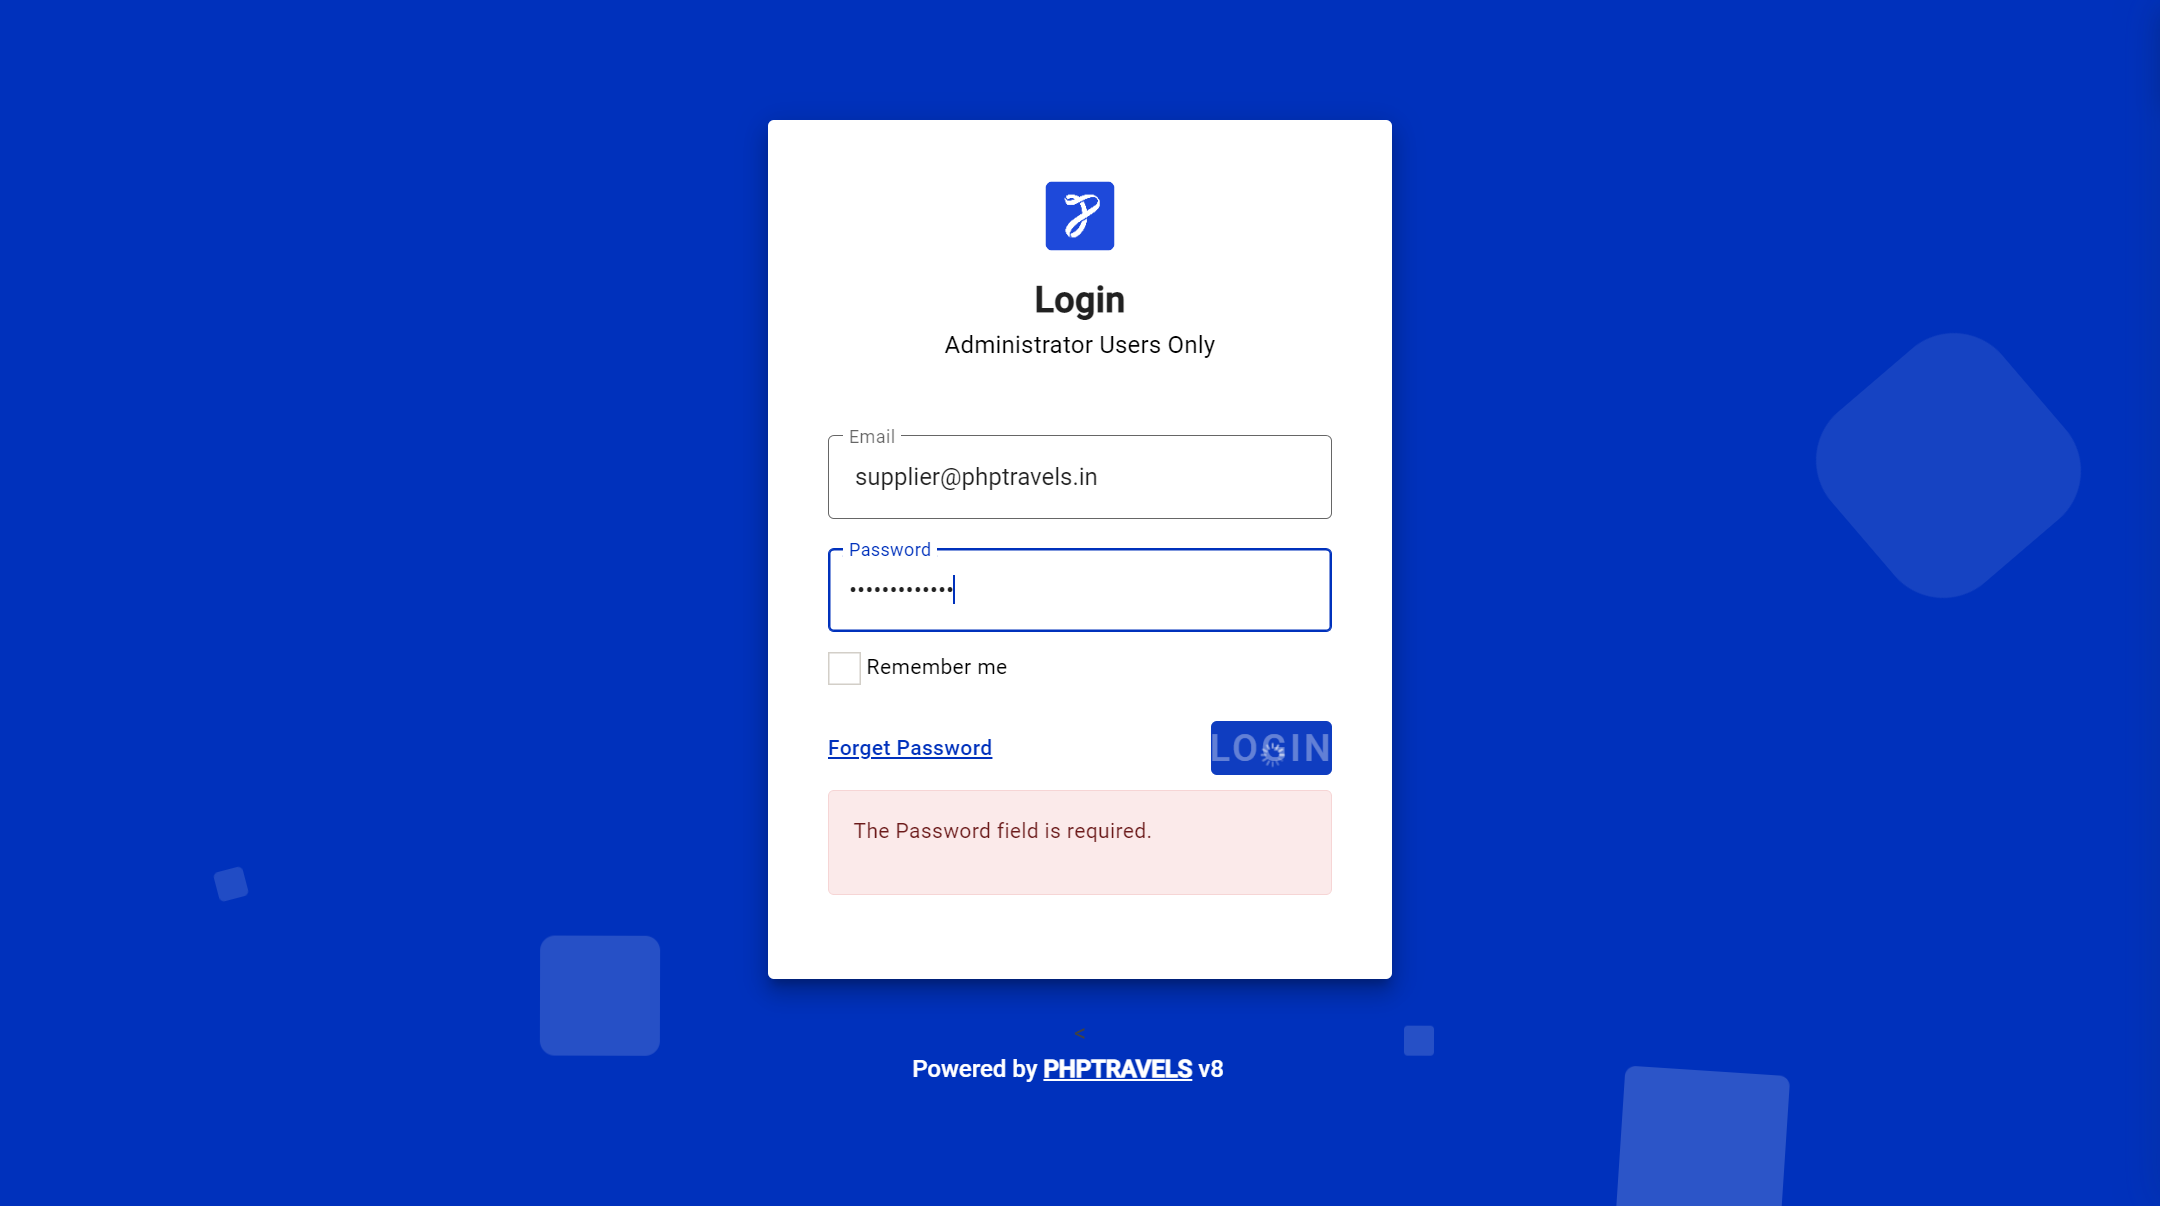 Login
Administrator Users Only
Email
supplier@phptravels.in
Password
•••••••••••••
Remember me
Forget Password
LOGIN
The Password field is required.
<
Powered by PHPTRAVELS v8